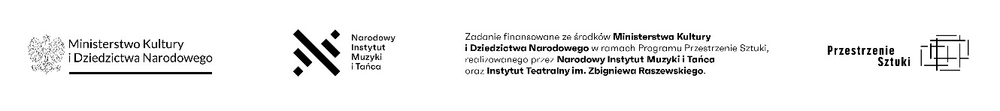 Ministerstwo Kultury
i Dziedzictwa Narodowego
Narodowy
Instytut
Muzyki
i Tańca
Zadanie finansowane ze środków Ministerstwa Kultury
i Dziedzictwa Narodowego w ramach Programu Przestrzenie Sztuki,
realizowanego przez Narodowy Instytut Muzyki i Tańca
oraz Instytut Teatralny im. Zbigniewa Raszewskiego.
Przestrzenie
Sztuki